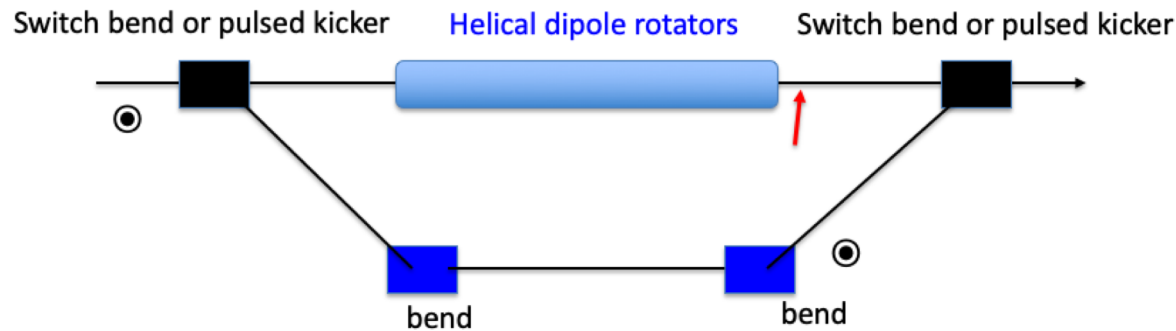 Switch bend or pulsed kicker
Helical dipole rotators
Switch bend or pulsed kicker
bend
bend